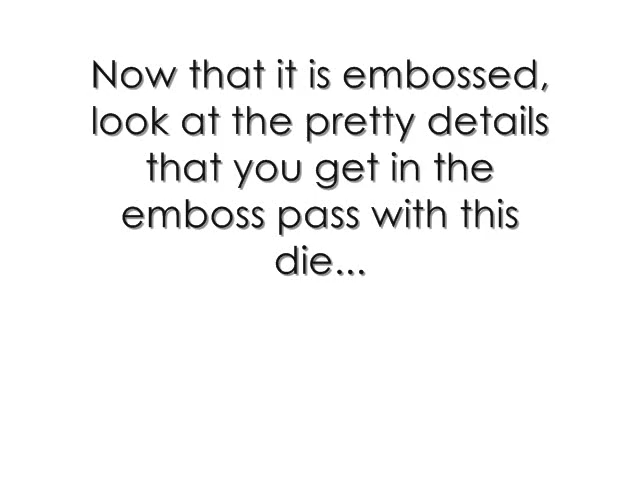 Now that it is embossed,
look at the pretty details
that you get in the
emboss pass with this
die...